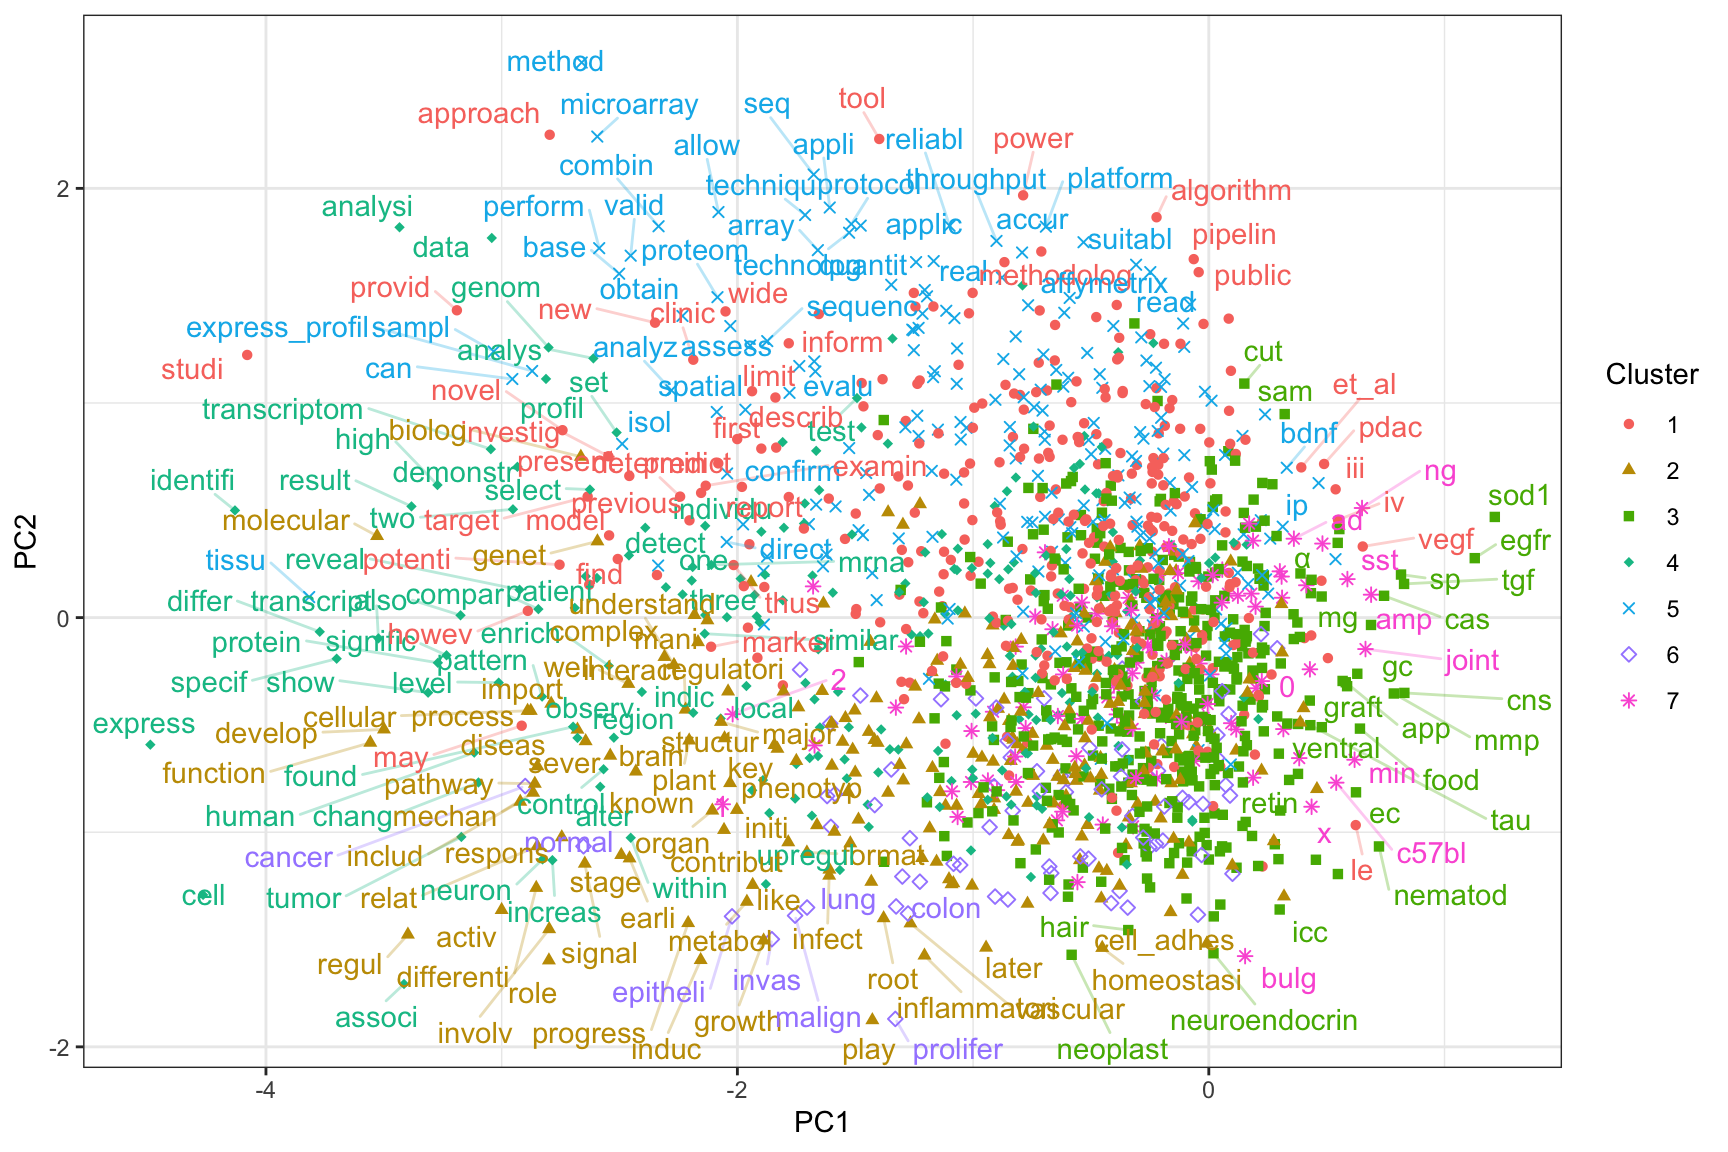 method
microarray
seq
tool
approach
allow
appli
reliabl
power
combin
techniqu
protocol
throughput
platform
algorithm
analysi
perform
valid
array
applic
accur
suitabl
pipelin
data
base
proteom
technolog
quantit
real
methodolog
affymetrix
public
provid
genom
obtain
wide
read
new
clinic
sequenc
express_profil
sampl
analys
analyz
assess
inform
studi
can
set
spatial
limit
evalu
cut
novel
sam
et_al
transcriptom
profil
isol
describ
high
biolog
investig
first
test
bdnf
pdac
identifi
result
demonstr
present
determin
predict
confirm
examin
iii
ng
select
previous
individu
report
ip
iv
sod1
molecular
two
target
model
ad
vegf
egfr
tissu
reveal
potenti
genet
detect
one
direct
mrna
α
sst
sp
tgf
find
differ
transcript
also
compar
patient
understand
three
thus
mg
amp
cas
protein
signific
howev
enrich
complex
mani
marker
similar
pattern
well
interact
regulatori
gc
joint
specif
show
level
import
indic
2
0
cns
express
cellular
process
observ
region
local
graft
app
mmp
develop
diseas
structur
major
ventral
function
found
may
sever
brain
key
min
food
pathway
plant
phenotyp
human
chang
mechan
control
known
alter
initi
retin
ec
tau
cancer
includ
respons
normal
organ
contribut
upregul
format
x
c57bl
le
cell
tumor
relat
neuron
stage
within
like
lung
colon
nematod
increas
earli
hair
cell_adhes
icc
activ
signal
metabol
infect
regul
differenti
role
epitheli
invas
root
later
homeostasi
bulg
associ
involv
progress
growth
malign
inflammatori
vascular
neuroendocrin
induc
play
prolifer
neoplast
PC2
2
0
-2
-4
-2
0
PC1
Cluster
1
2
3
4
5
6
7